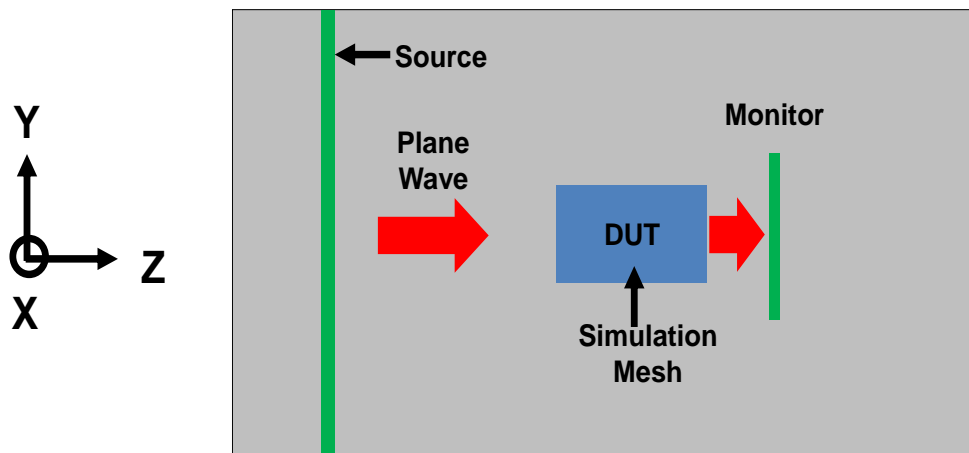 Source
Monitor
Plane
Wave
Y
DUT
Z
X
Simulation
Mesh